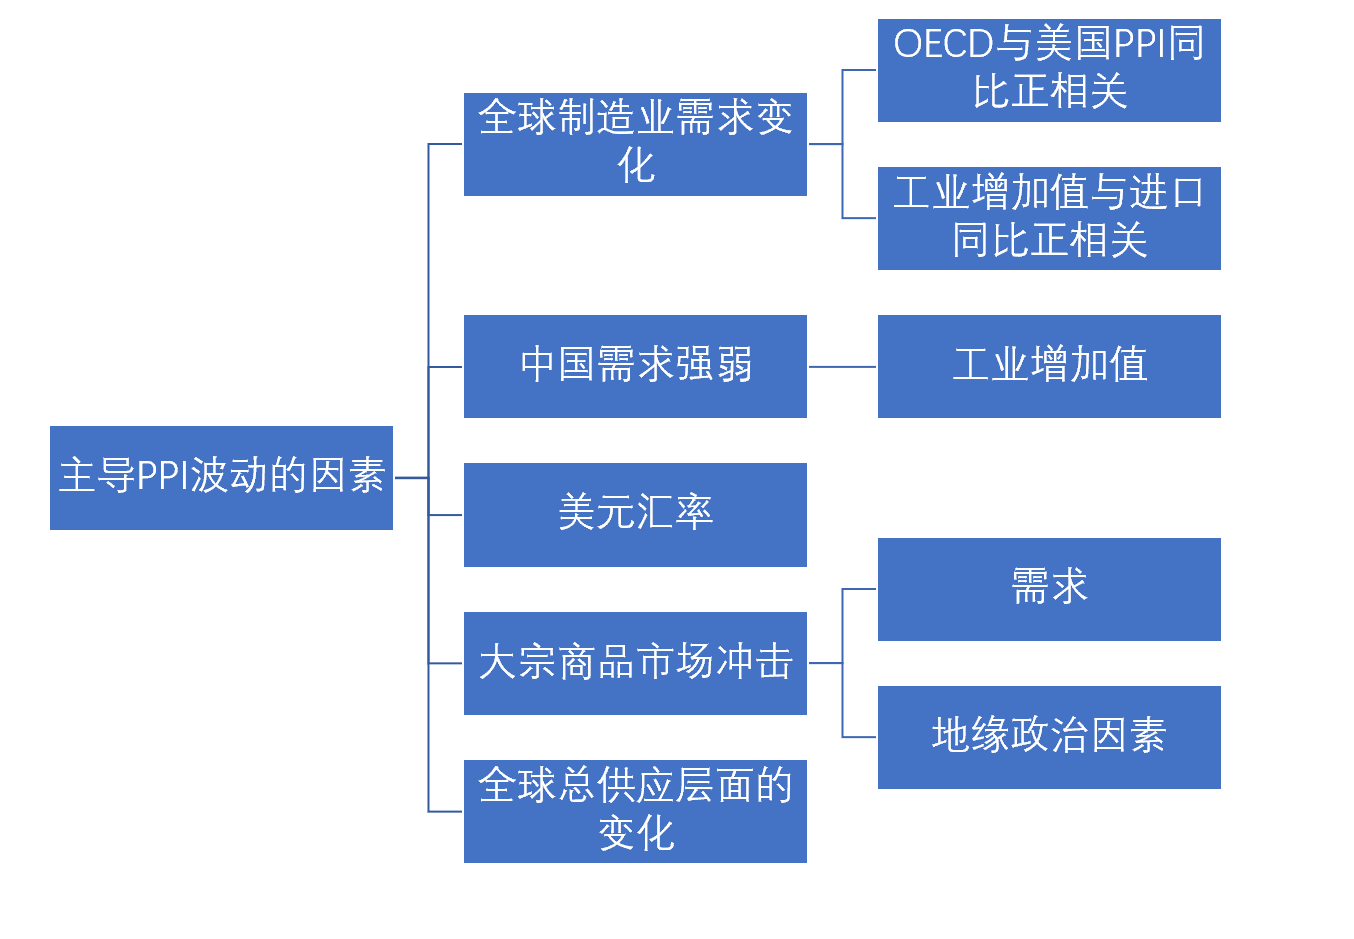 主导PPI波动的因素
全球制造业需求变
化
OECD与美国PPI同
比正相关
工业增加值与进口
同比正相关
中国需求强弱
工业增加值
美元汇率
大宗商品市场冲击
需求
地缘政治因素
全球总供应层面的
变化